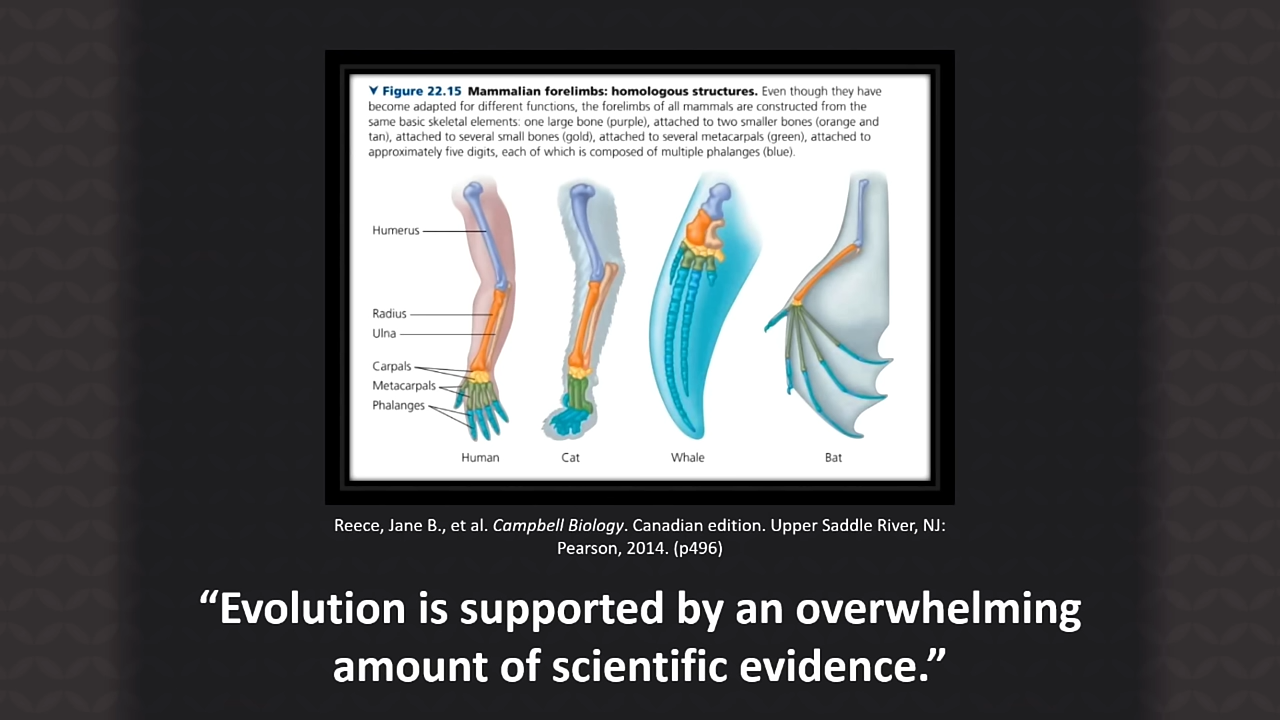 ▼ Figure 22.15 Mammalian forelimbs: homologous structures. Even though they have
become adapted for different functions, the forelimbs of all mammals are constructed from the
same basic skeletal elements: one large bone (purple), attached to two smaller bones (orange and
tan), attached to several small bones (gold), attached to several metacarpals (green), attached to
approximately five digits, each of which is composed of multiple phalanges (blue).
Humerus
Radius
Ulna
Carpals
Metacarpals
Phalanges
Human
Cat
Whale
Bat
Reece, Jane B., et al. Campbell Biology. Canadian edition. Upper Saddle River, NJ:
Pearson, 2014. (p496)
“Evolution is supported by an overwhelming
amount of scientific evidence.”